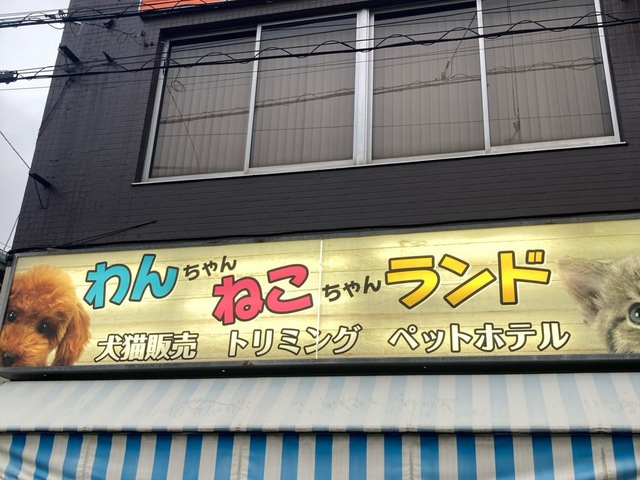 わんちゃんねこちゃんランド
犬猫販売 トリミング ペットホテル